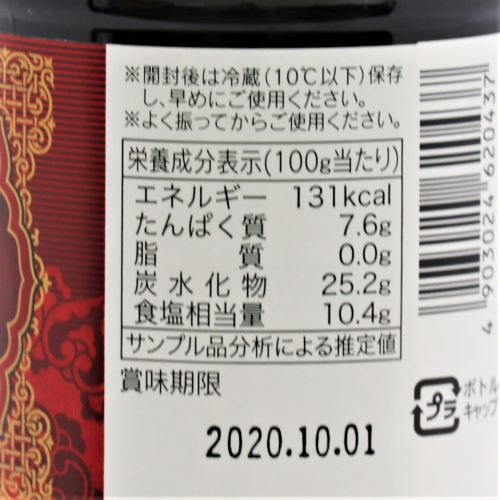 ※開封後は冷蔵(10℃以下)保存
し、早めにご使用ください。
※よく振ってからご使用ください。
栄養成分表示(100g当たり)
エネルギー 131kcal
たんぱく質 7.6g
脂質 0.0g
炭水化物 25.2g
食塩相当量 10.4g
サンプル品分析による推定値
賞味期限
2020.10.01
4 903024 620437
プラ
ボトル
キャップ